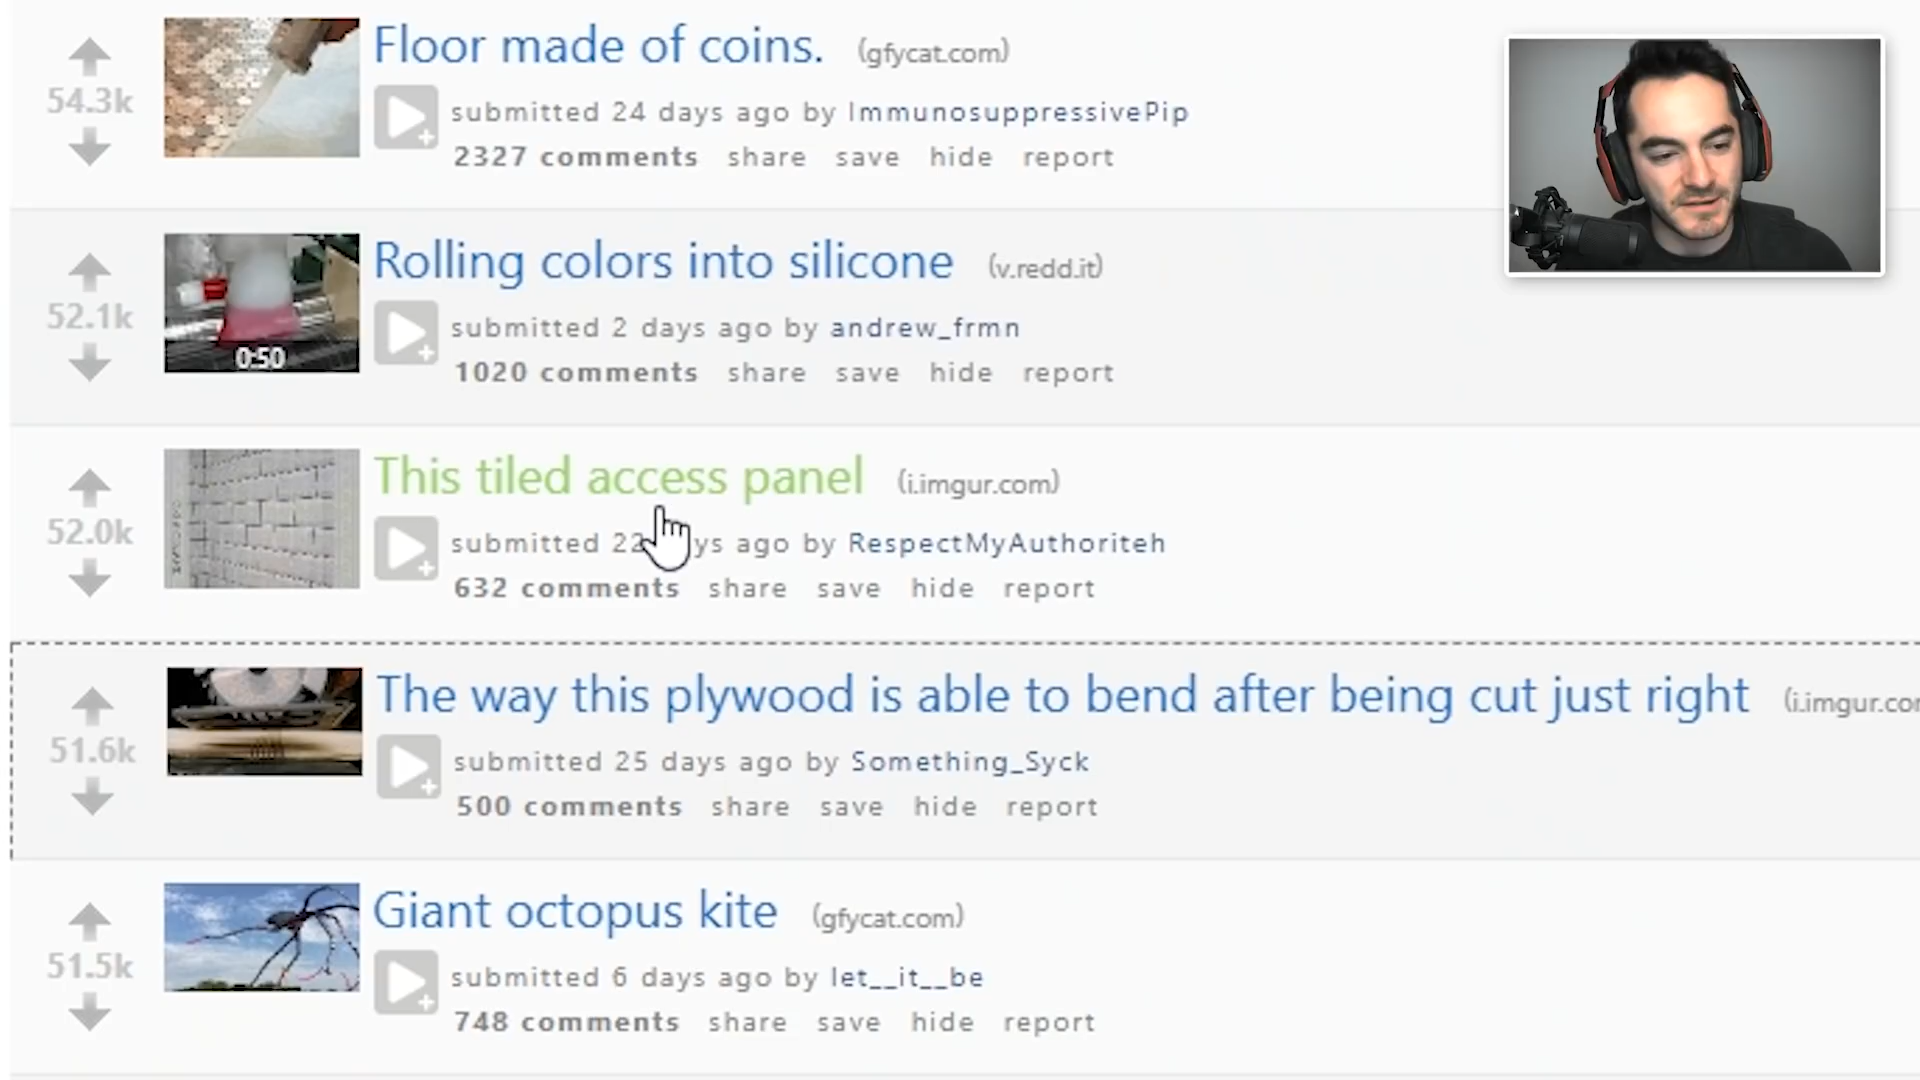 Floor made of coins. (gfycat.com)
54.3k
submitted 24 days ago by ImmunosuppressivePip
2327 comments share save hide report
Rolling colors into silicone (v.redd.it)
52.1k
submitted 2 days ago by andrew_frmn
0:50
1020 comments share save hide report
This tiled access panel (i.imgur.com)
52.0k
submitted 22 ys ago by RespectMyAuthoriteh
632 comments share save hide report
The way this plywood is able to bend after being cut just right (i.imgur.co
51.6k
submitted 25 days ago by Something_Syck
500 comments share save hide report
Giant octopus kite (gfycat.com)
51.5k
submitted 6 days ago by let__it__be
748 comments share save hide report